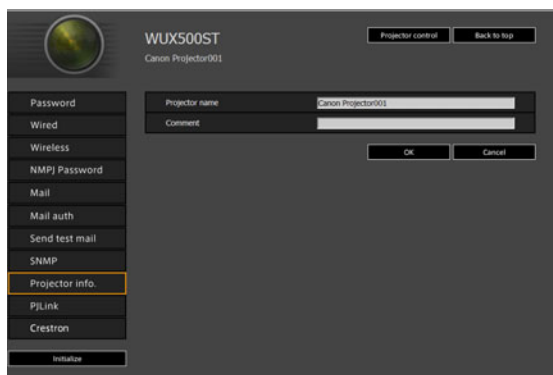 WUX500ST
Projector control
Back to top
Canon Projector001
Password
Wired
Wireless
NMPJ Password
Mail
Mail auth
Send test mail
SNMP
Projector info.
PJLink
Crestron
Initialize
Projector name
Canon Projector001
Comment
OK
Cancel